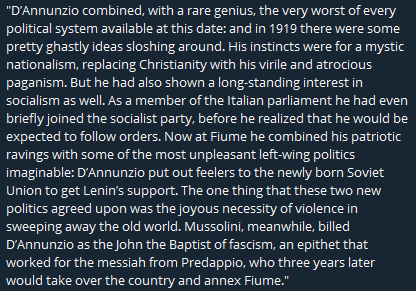 "D'Annunzio combined, with a rare genius, the very worst of every
political system available at this date: and in 1919 there were some
pretty ghastly ideas sloshing around. His instincts were for a mystic
nationalism, replacing Christianity with his virile and atrocious
paganism. But he had also shown a long-standing interest in
socialism as well. As a member of the Italian parliament he had even
briefly joined the socialist party, before he realized that he would be
expected to follow orders. Now at Fiume he combined his patriotic
ravings with some of the most unpleasant left-wing politics
imaginable: D'Annunzio put out feelers to the newly born Soviet
Union to get Lenin's support. The one thing that these two new
politics agreed upon was the joyous necessity of violence in
sweeping away the old world. Mussolini, meanwhile, billed
D'Annunzio as the John the Baptist of fascism, an epithet that
worked for the messiah from Predappio, who three years later
would take over the country and annex Fiume."